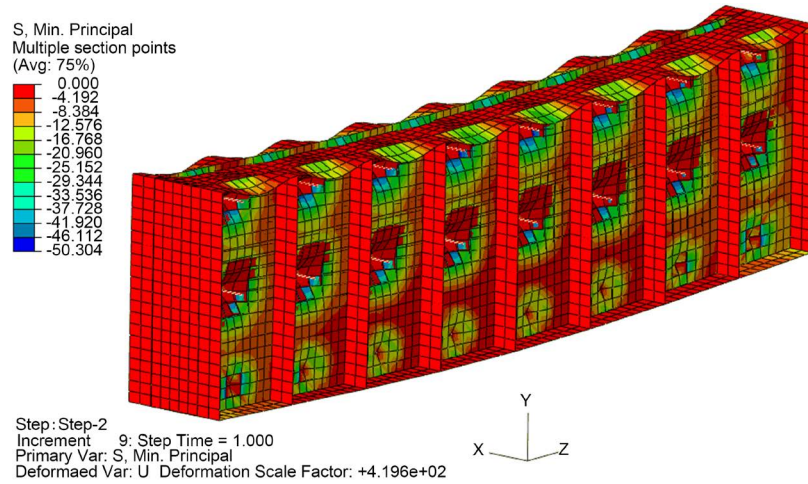 S, Min. Principal
Multiple section points
(Avg: 75%)
0.000
-4.192
-8.384
-12.576
-16.768
-20.960
-25.152
-29.344
-33.536
-37.728
-41.920
-46.112
-50.304
Y
X Z
Step: Step-2
Increment 9: Step Time = 1.000
Primary Var: S, Min. Principal
Deformaed Var: U Deformation Scale Factor: +4.196e+02